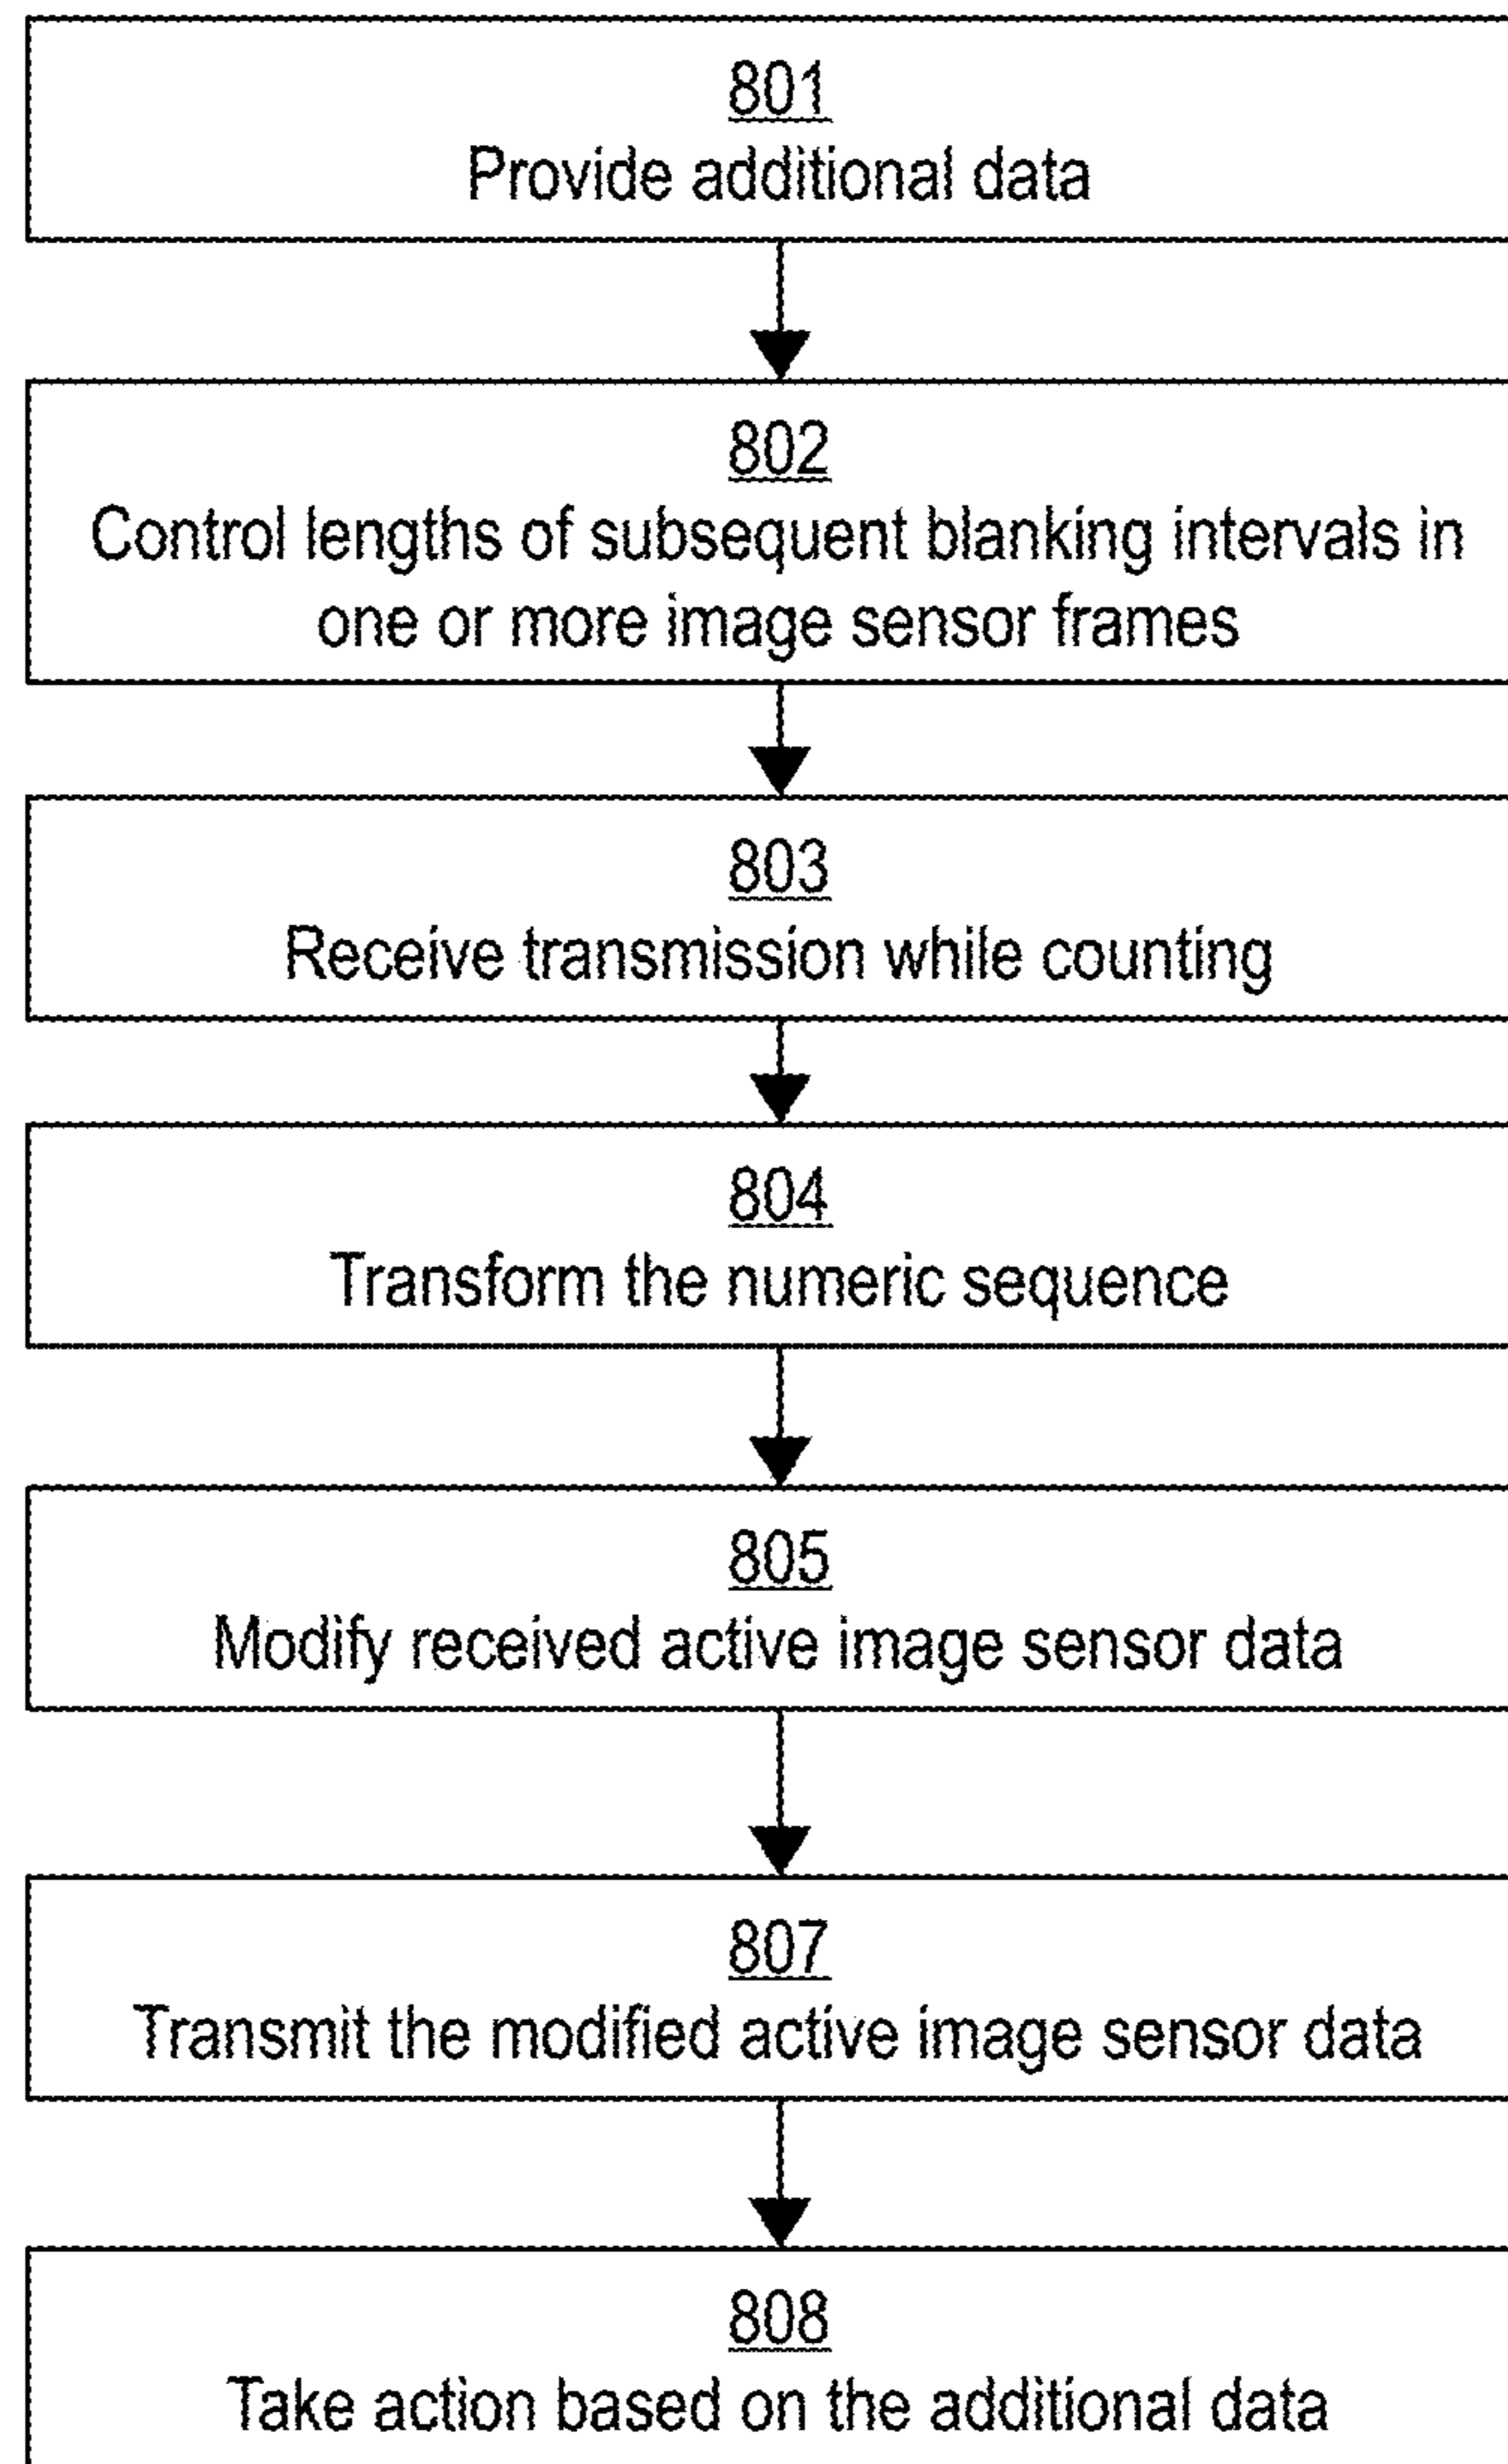 801
Provide additional data
802
Control lengths of subsequent blanking intervals in
one or more image sensor frames
803
Receive transmission while counting
804
Transform the numeric sequence
805
Modify received active image sensor data
807
Transmit the modified active image sensor data
808
Take action based on the additional data